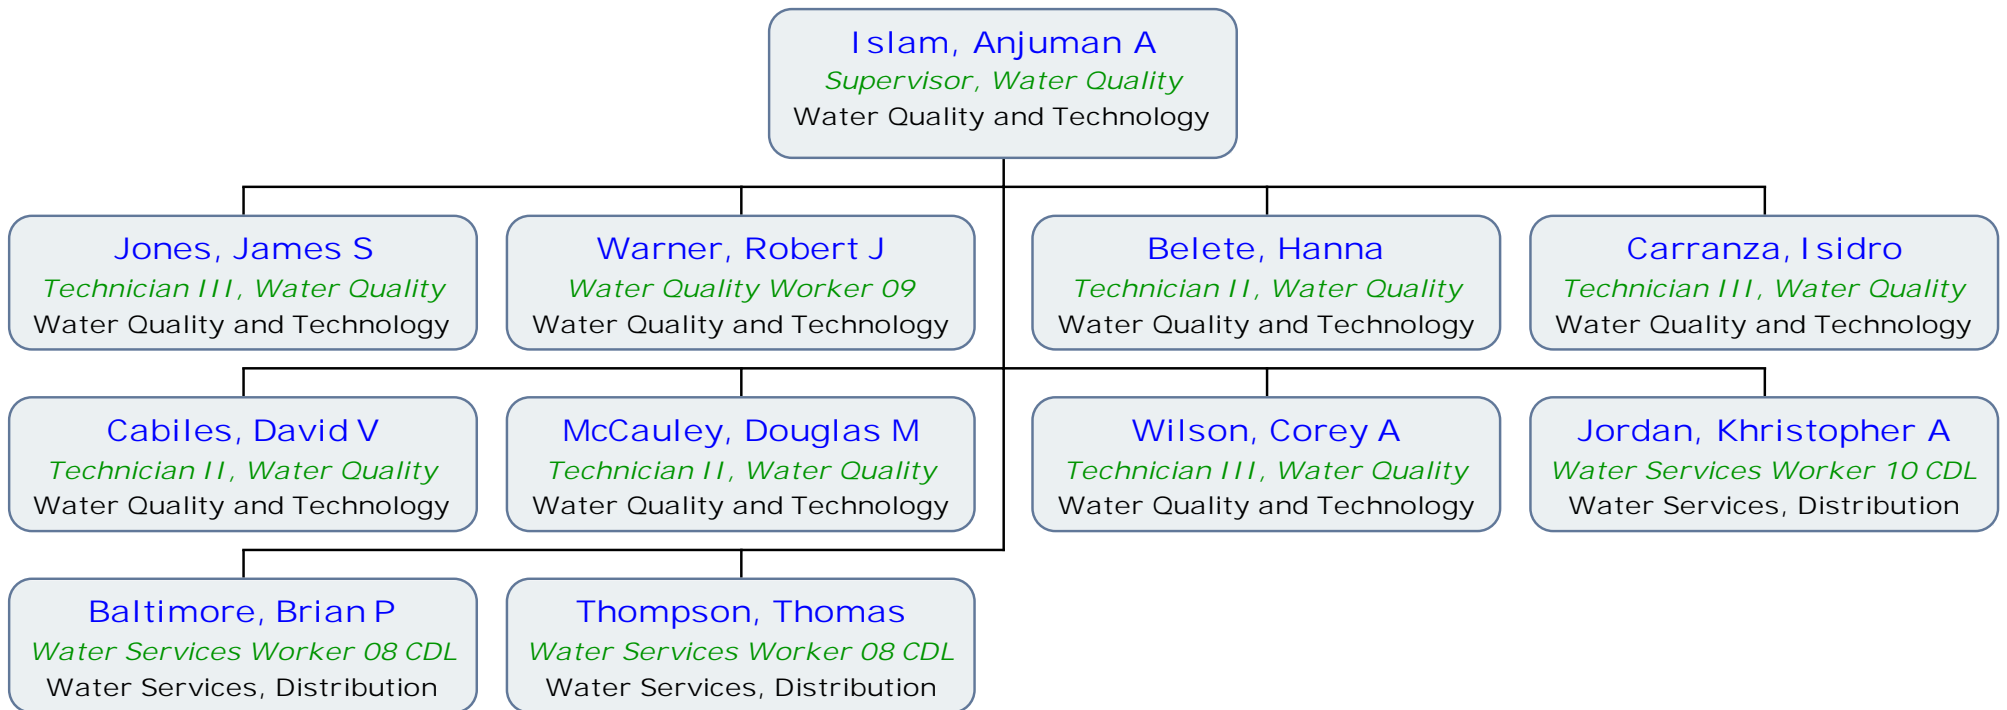 Islam, Anjuman A
Supervisor, Water Quality
Water Quality and Technology
Jones, James S
Technician III, Water Quality
Water Quality and Technology
Warner, Robert J
Water Quality Worker 09
Water Quality and Technology
Belete, Hanna
Technician II, Water Quality
Water Quality and Technology
Carranza, Isidro
Technician III, Water Quality
Water Quality and Technology
Cabiles, David V
Technician II, Water Quality
Water Quality and Technology
McCauley, Douglas M
Technician II, Water Quality
Water Quality and Technology
Wilson, Corey A
Technician III, Water Quality
Water Quality and Technology
Jordan, Khristopher A
Water Services Worker 10 CDL
Water Services, Distribution
Baltimore, Brian P
Water Services Worker 08 CDL
Water Services, Distribution
Thompson, Thomas
Water Services Worker 08 CDL
Water Services, Distribution